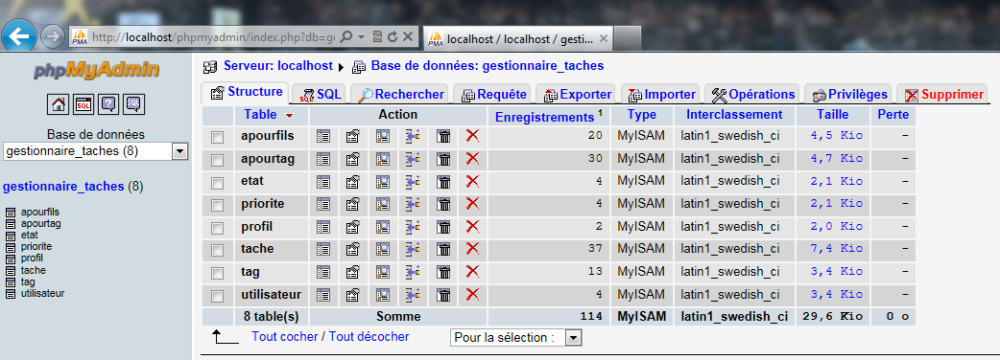 http://localhost/phpmyadmin/index.php?db=ge
localhost / localhost / gesti...
phpMyAdmin
Base de données
gestionnaire_taches (8)
gestionnaire_taches (8)
apourfils
apourtag
etat
priorite
profil
tache
tag
utilisateur
Serveur: localhost Base de données: gestionnaire_taches
Structure SQL Rechercher Requête Exporter Importer Opérations Privilèges Supprimer
Table Action Enregistrements 1 Type Interclassement Taille Perte
apourfils 20 MyISAM latin1_swedish_ci 4,5 Kio -
apourtag 30 MyISAM latin1_swedish_ci 4,7 Kio -
etat 4 MyISAM latin1_swedish_ci 2,1 Kio -
priorite 4 MyISAM latin1_swedish_ci 2,1 Kio -
profil 2 MyISAM latin1_swedish_ci 2,0 Kio -
tache 37 MyISAM latin1_swedish_ci 7,4 Kio -
tag 13 MyISAM latin1_swedish_ci 3,4 Kio -
utilisateur 4 MyISAM latin1_swedish_ci 3,4 Kio -
8 table(s) Somme 114 MyISAM latin1_swedish_ci 29,6 Kio 0 o
Tout cocher / Tout décocher Pour la sélection :